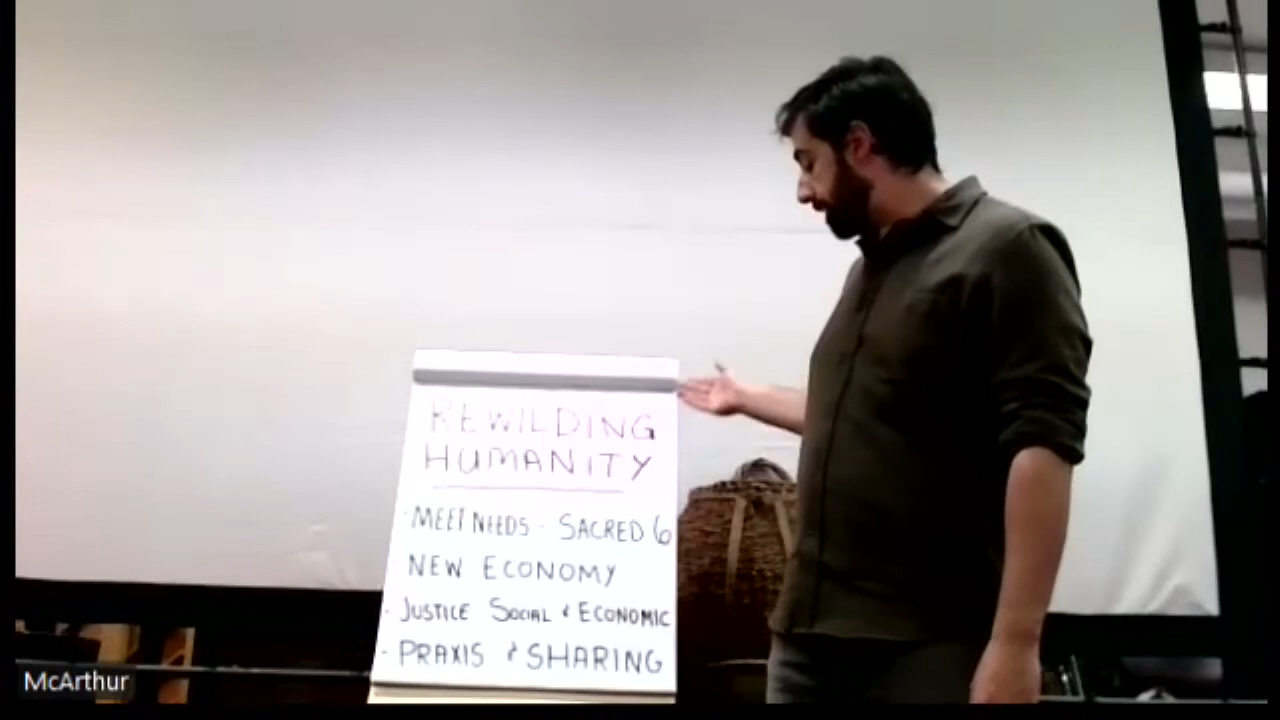 REWILDING
HUMANITY
· MEET NEEDS · SACRED 6
· NEW ECONOMY
· JUSTICE SOCIAL & ECONOMIC
· PRAXIS & SHARING
McArthur